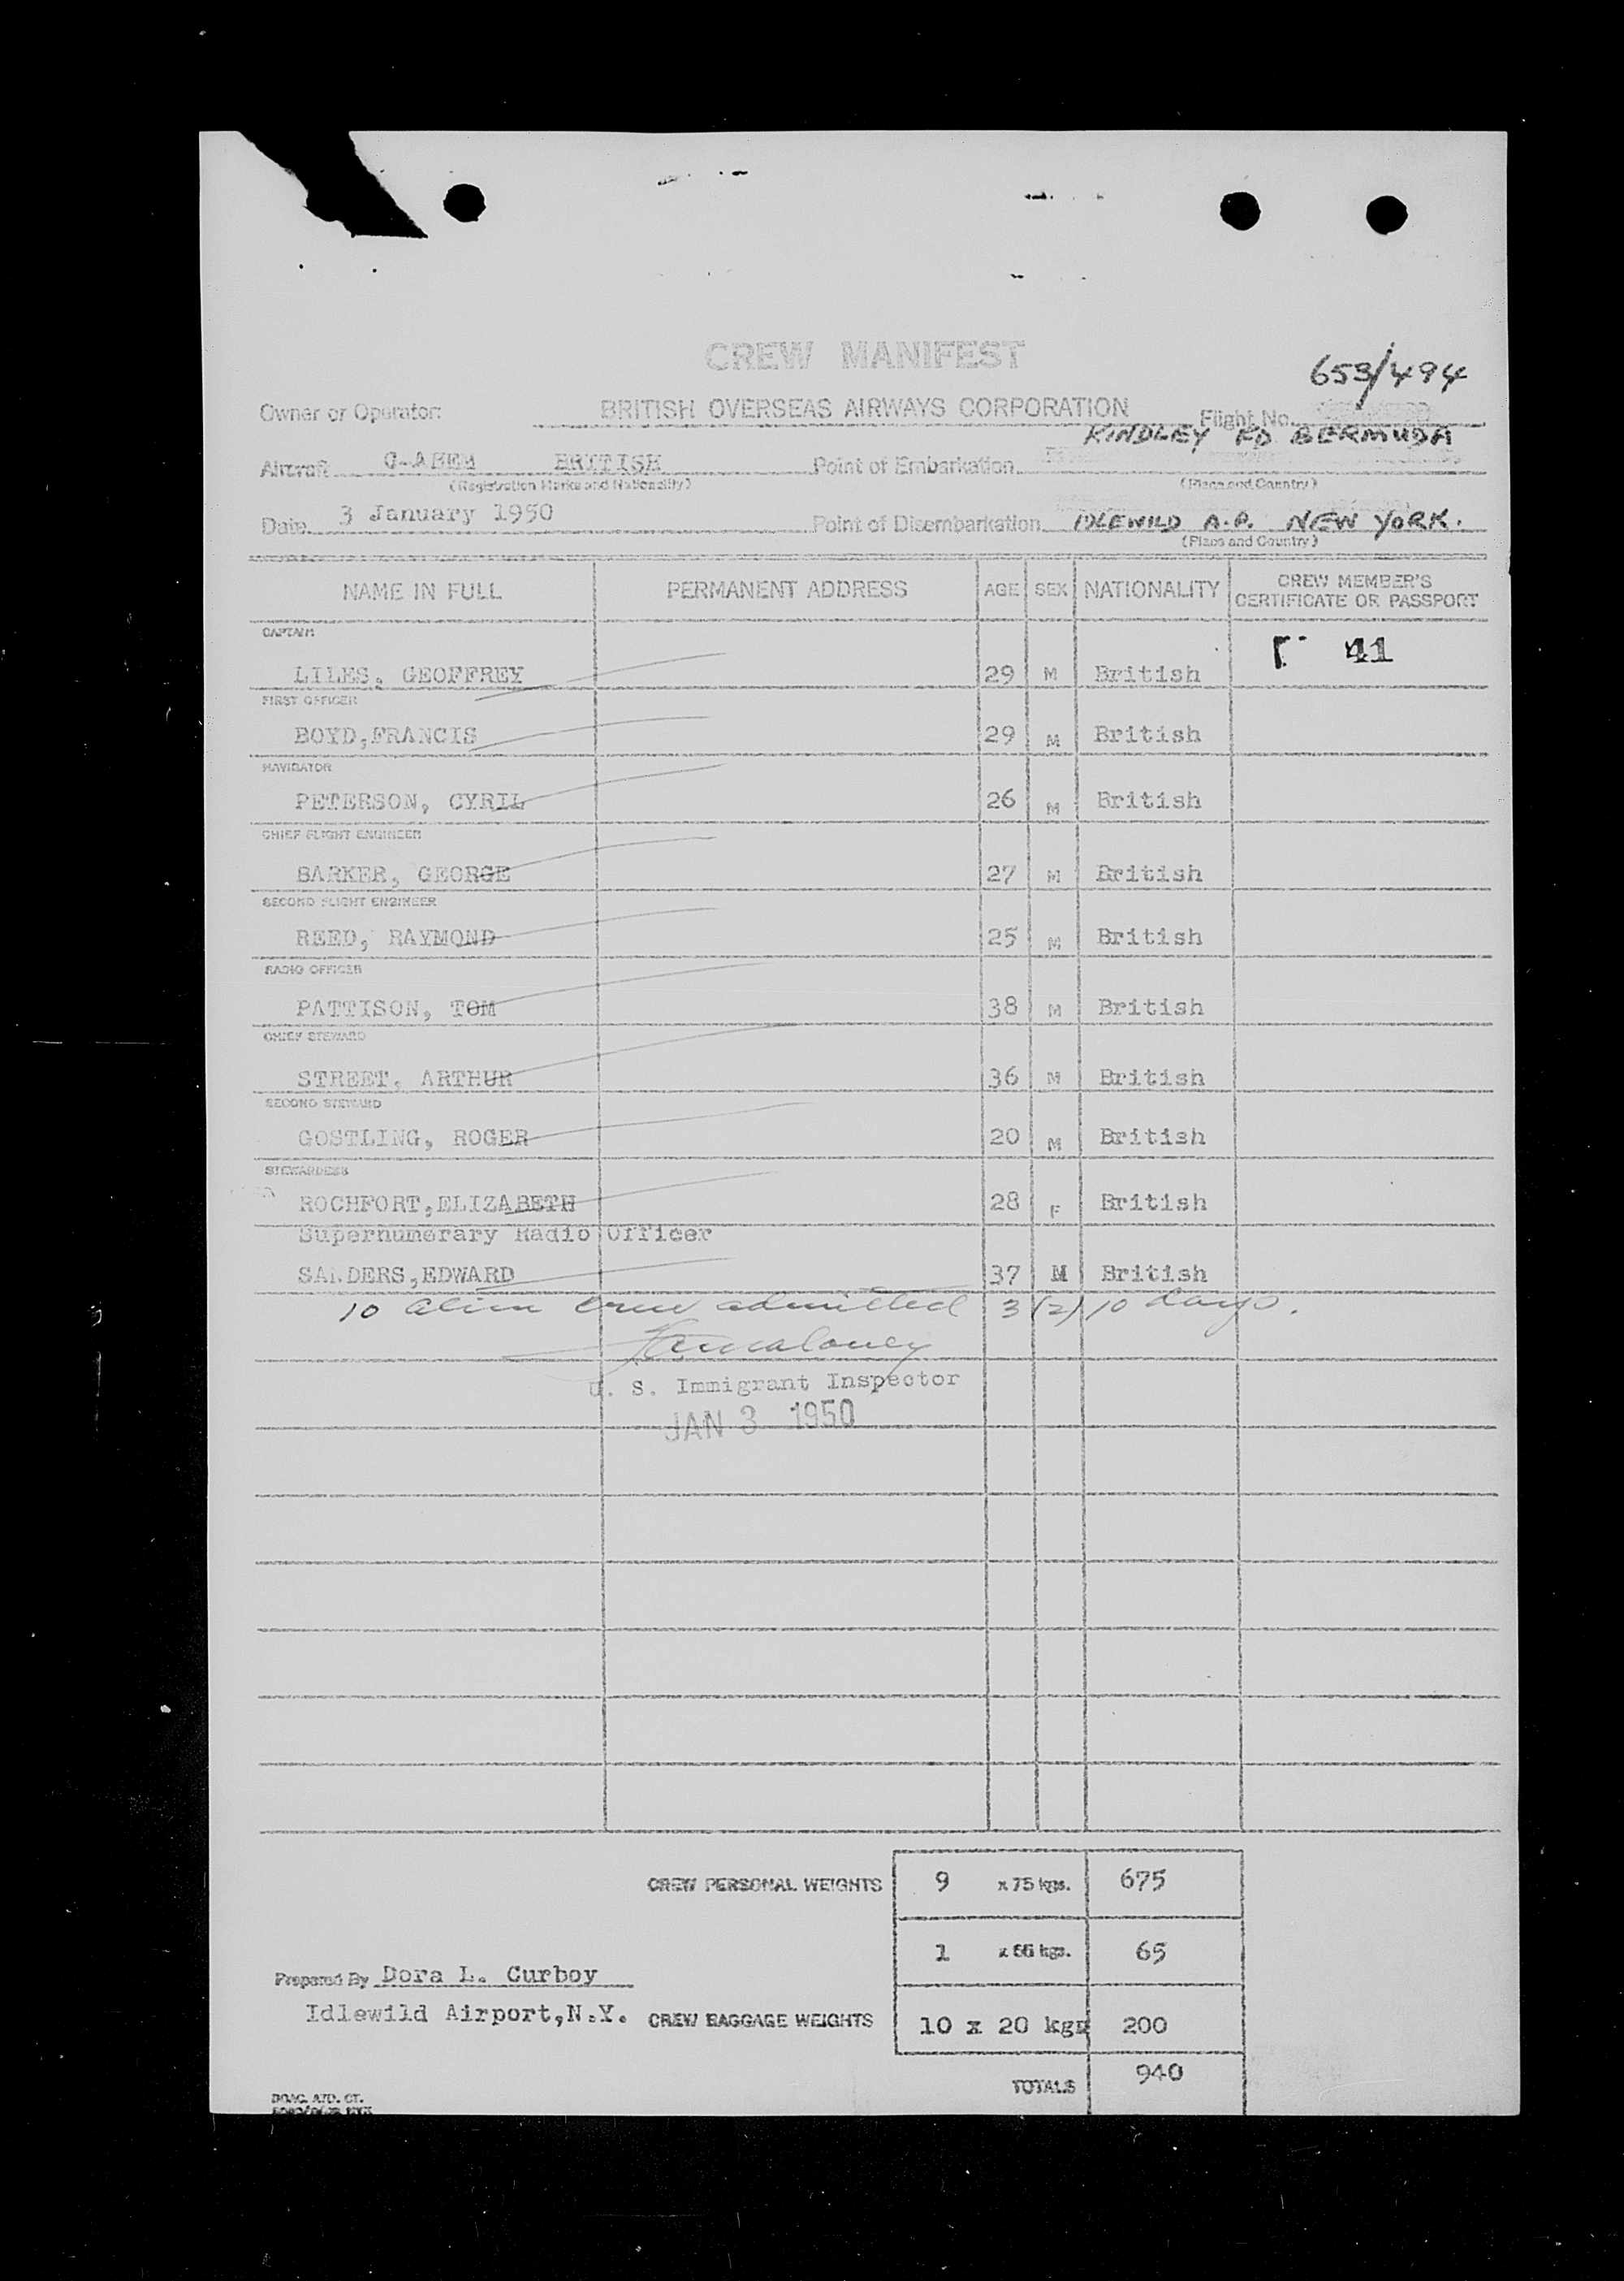 CREW MANIFEST
653/494
Owner or Operator: BRITISH OVERSEAS AIRWAYS CORPORATION Flight No.
KINDLEY FD BERMUDA
Aircraft BRITISH Point of Embarkation
(Registration Marks and Nationality) (Place and Country)
Date 3 January 1950 Point of Disembarkation IDLEWILD A.P. NEW YORK.
(Place and Country)
NAME IN FULL PERMANENT ADDRESS AGE SEX NATIONALITY CREW MEMBER'S CERTIFICATE OR PASSPORT
CAPTAIN
41
LILES, GEOFFREY 29 M British
FIRST OFFICER
BOYD,FRANCIS 29 M British
NAVIGATOR
PETERSON, CYRIL 26 M British
CHIEF FLIGHT ENGINEER
BARKER, GEORGE 27 M British
SECOND FLIGHT ENGINEER
REED, RAYMOND 25 M British
RADIO OFFICER
PATTISON, TOM 38 M British
CHIEF STEWARD
STREET, ARTHUR 36 M British
SECOND STEWARD
GOSTLING, ROGER 20 M British
STEWARDESS
ROCHFORT,ELIZABETH 28 F British
Supernumerary Radio Officer
SANDERS,EDWARD 37 M British
10 alien crew admitted 3 (2) 10 days.
U. S. Immigrant Inspector
JAN 3 1950
CREW PERSONAL WEIGHTS 9 x 75 kgs. 675
1 x 65 kgs. 65
Prepared By Dora L. Curboy
Idlewild Airport,N.Y. CREW BAGGAGE WEIGHTS 10 x 20 kgs 200
TOTALS 940